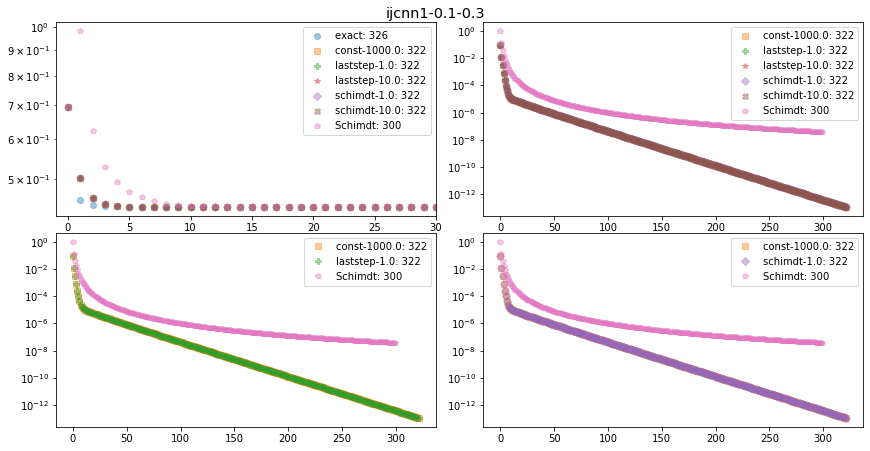 ijcnn1-0.1-0.3
10⁰
9 × 10⁻¹
8 × 10⁻¹
7 × 10⁻¹
6 × 10⁻¹
5 × 10⁻¹
0 5 10 15 20 25 30
exact: 326
const-1000.0: 322
laststep-1.0: 322
laststep-10.0: 322
schimdt-1.0: 322
schimdt-10.0: 322
Schimdt: 300
10⁰
10⁻²
10⁻⁴
10⁻⁶
10⁻⁸
10⁻¹⁰
10⁻¹²
0 50 100 150 200 250 300
const-1000.0: 322
laststep-1.0: 322
laststep-10.0: 322
schimdt-1.0: 322
schimdt-10.0: 322
Schimdt: 300
10⁰
10⁻²
10⁻⁴
10⁻⁶
10⁻⁸
10⁻¹⁰
10⁻¹²
0 50 100 150 200 250 300
const-1000.0: 322
laststep-1.0: 322
Schimdt: 300
10⁰
10⁻²
10⁻⁴
10⁻⁶
10⁻⁸
10⁻¹⁰
10⁻¹²
0 50 100 150 200 250 300
const-1000.0: 322
schimdt-1.0: 322
Schimdt: 300